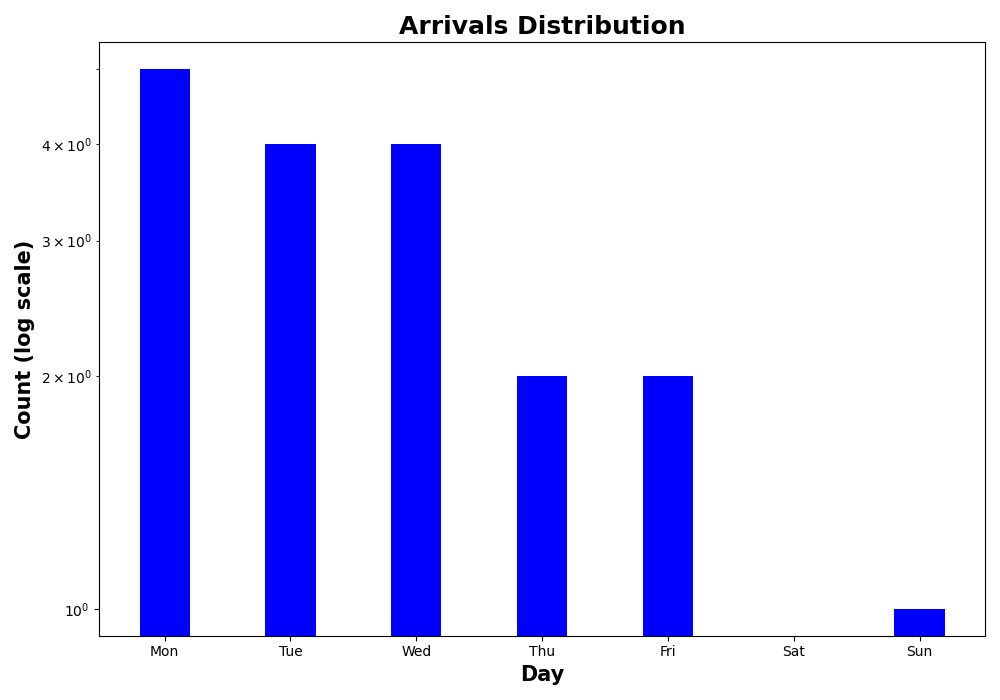 Arrivals Distribution
Count (log scale)
4 × 10⁰
3 × 10⁰
2 × 10⁰
10⁰
Mon Tue Wed Thu Fri Sat Sun
Day